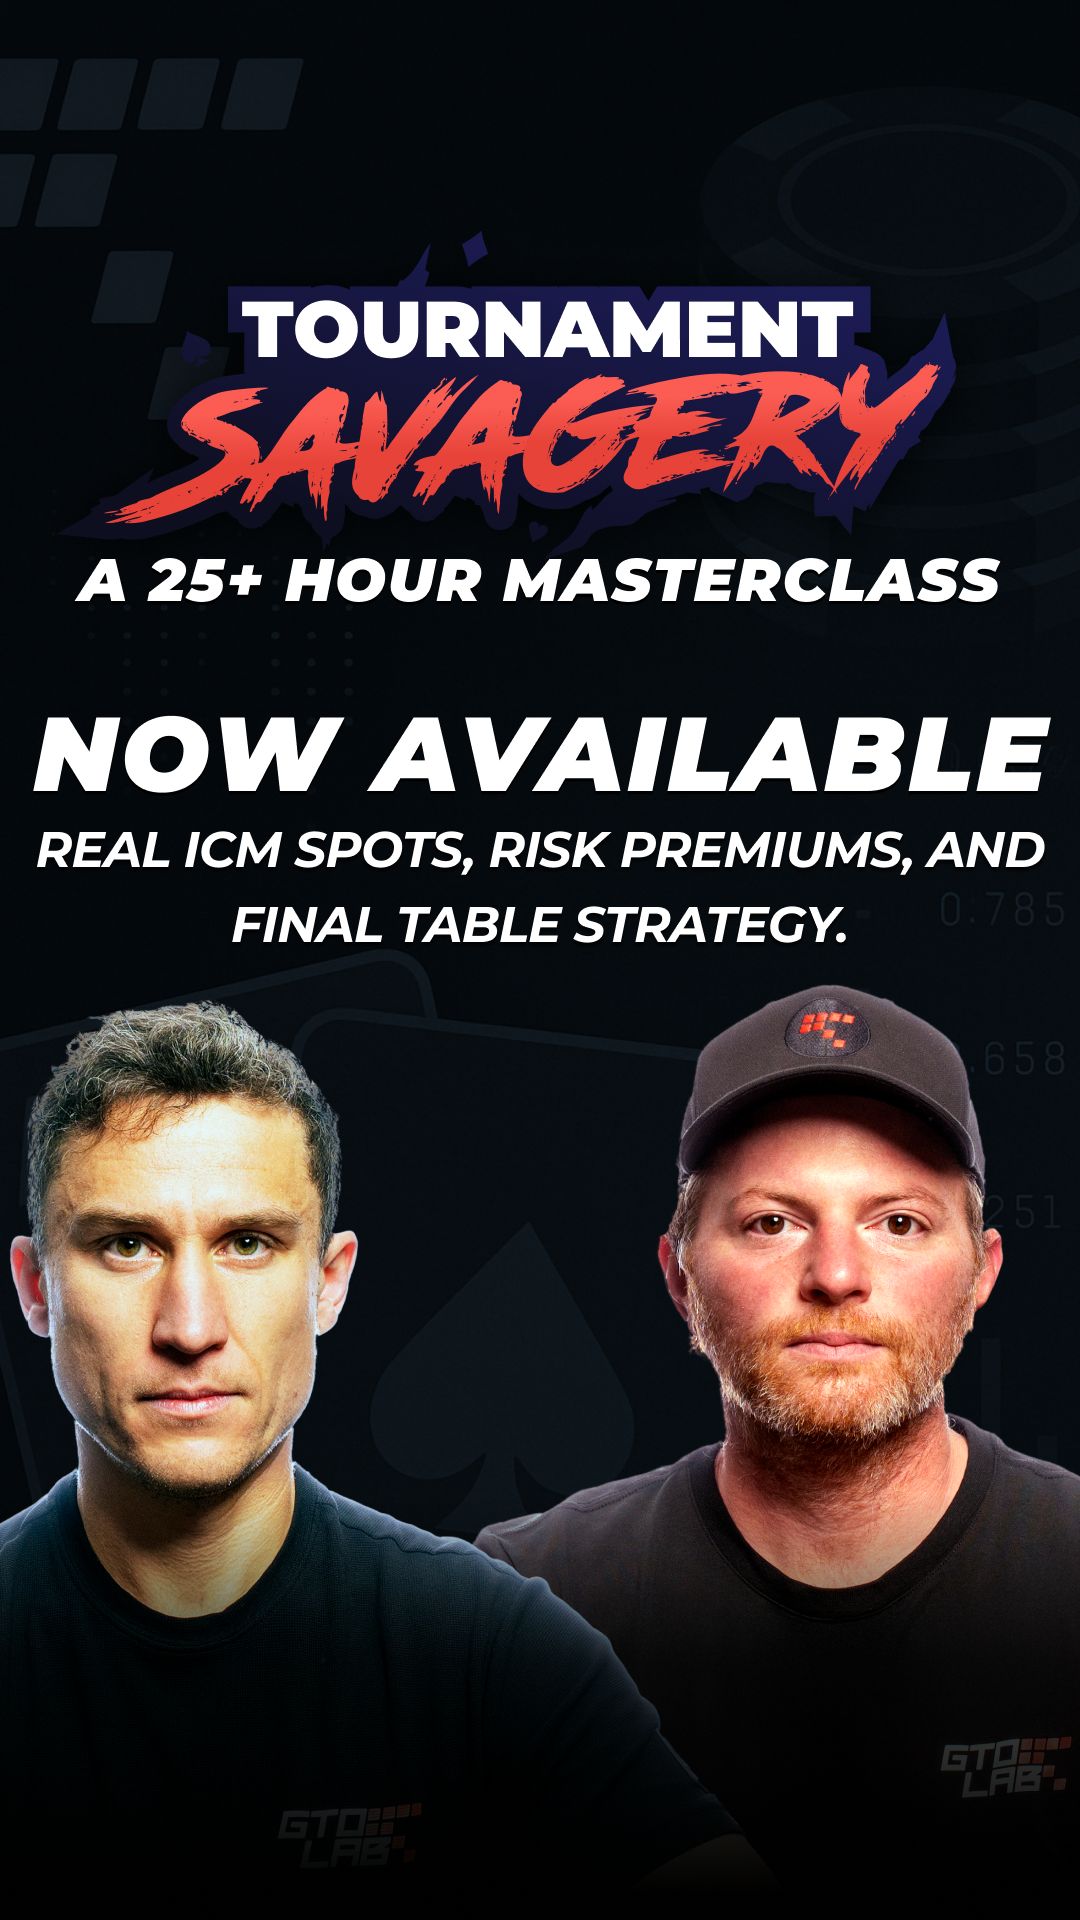 TOURNAMENT
SAVAGERY
A 25+ HOUR MASTERCLASS
NOW AVAILABLE
REAL ICM SPOTS, RISK PREMIUMS, AND
FINAL TABLE STRATEGY.
0:785
.658
251
GTO
LAB
GTO
LAB